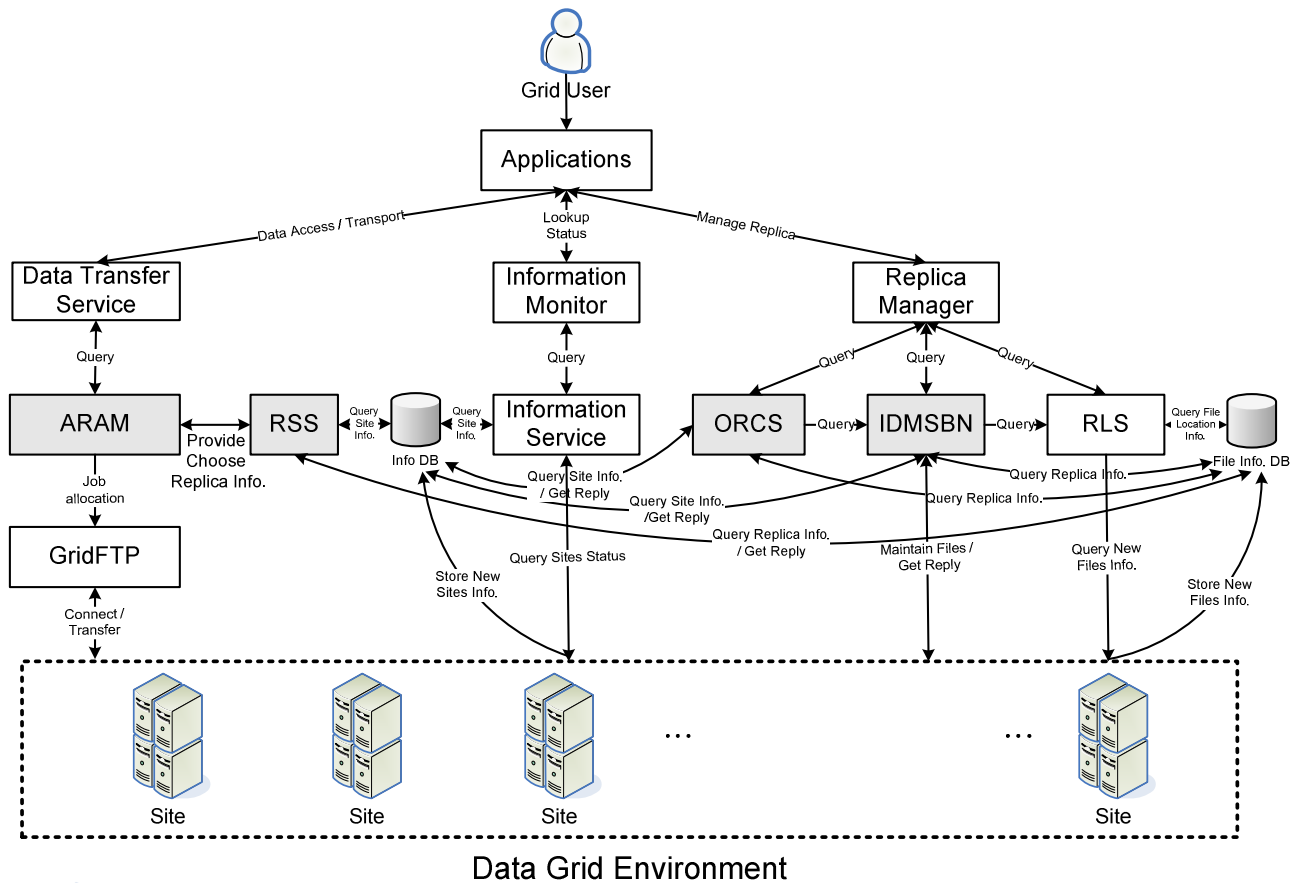 Grid User
Applications
Data Access / Transport
Lookup
Status
Manage Replica
Data Transfer
Service
Information
Monitor
Replica
Manager
Query
Query
Query
Query
Query
ARAM
RSS
Query
Site
Info.
Query
Site
Info.
Information
Service
ORCS
Query
IDMSBN
Query
RLS
Query File
Location
Info.
Provide
Choose
Replica Info.
Info DB
File Info. DB
Job
allocation
Query Site Info.
/ Get Reply
Query Replica Info.
Query Site Info.
/Get Reply
Query Replica Info.
Query Replica Info.
/ Get Reply
GridFTP
Query Sites Status
Maintain Files /
Get Reply
Query New
Files Info.
Store New
Sites Info.
Store New
Files Info.
Connect /
Transfer
...
...
Site
Site
Site
Site
Data Grid Environment